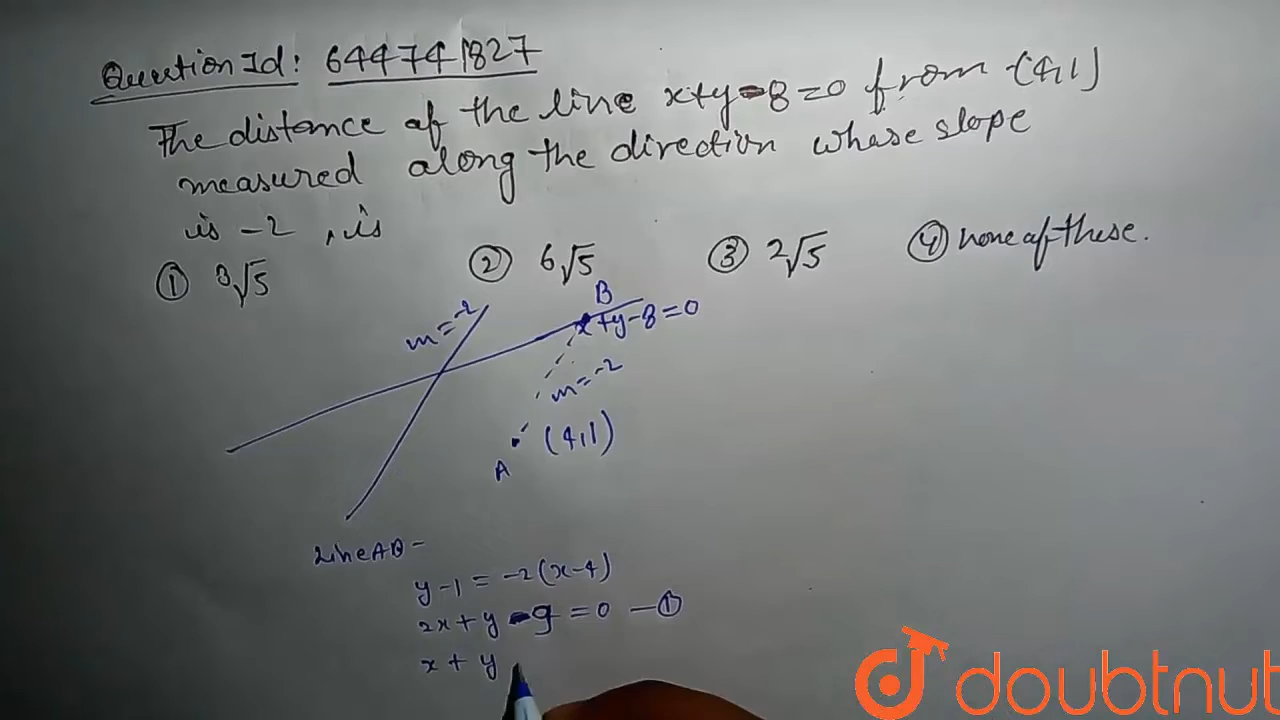 Question Id: 644741827
The distance of the line x+y-8=0 from (4,1)
measured along the direction whose slope
is -2, is
① 3√5 ② 6√5 ③ 2√5 ④ none of these.
B
m=-2
x+y-8=0
m=-2
(4,1)
A
Line AB-
y-1=-2(x-4)
2x+y-9=0 -①
x+y
doubtnut